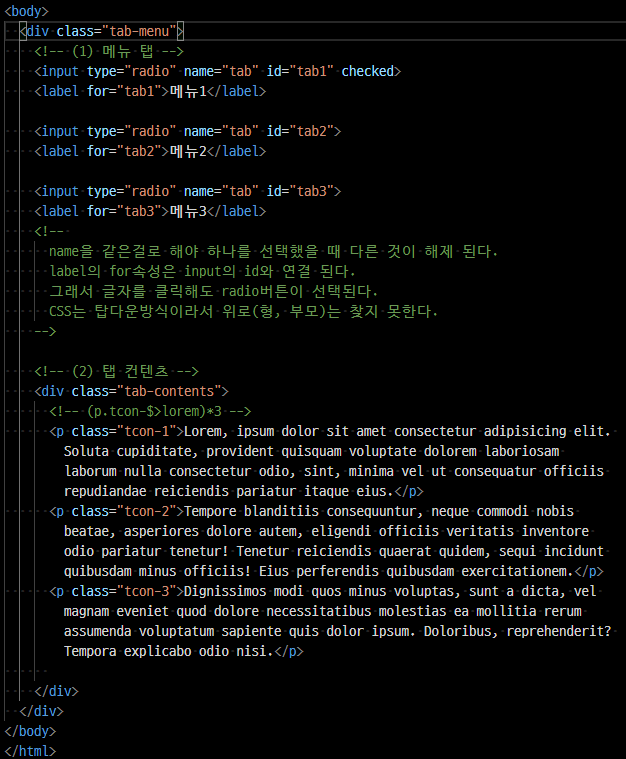 <body>
<div class="tab-menu">
<!-- (1) 메뉴 탭 -->
<input type="radio" name="tab" id="tab1" checked>
<label for="tab1">메뉴1</label>
<input type="radio" name="tab" id="tab2">
<label for="tab2">메뉴2</label>
<input type="radio" name="tab" id="tab3">
<label for="tab3">메뉴3</label>
<!--
name을 같은걸로 해야 하나를 선택했을 때 다른 것이 해제 된다.
label의 for속성은 input의 id와 연결 된다.
그래서 글자를 클릭해도 radio버튼이 선택된다.
CSS는 탑다운방식이라서 위로(형, 부모)는 찾지 못한다.
-->
<!-- (2) 탭 컨텐츠 -->
<div class="tab-contents">
<!-- (p.tcon-$>lorem)*3 -->
<p class="tcon-1">Lorem, ipsum dolor sit amet consectetur adipisicing elit.
Soluta cupiditate, provident quisquam voluptate dolorem laboriosam
laborum nulla consectetur odio, sint, minima vel ut consequatur officiis
repudiandae reiciendis pariatur itaque eius.</p>
<p class="tcon-2">Tempore blanditiis consequuntur, neque commodi nobis
beatae, asperiores dolore autem, eligendi officiis veritatis inventore
odio pariatur tenetur! Tenetur reiciendis quaerat quidem, sequi incidunt
quibusdam minus officiis! Eius perferendis quibusdam exercitationem.</p>
<p class="tcon-3">Dignissimos modi quos minus voluptas, sunt a dicta, vel
magnam eveniet quod dolore necessitatibus molestias ea mollitia rerum
assumenda voluptatum sapiente quis dolor ipsum. Doloribus, reprehenderit?
Tempora explicabo odio nisi.</p>
</div>
</div>
</body>
</html>